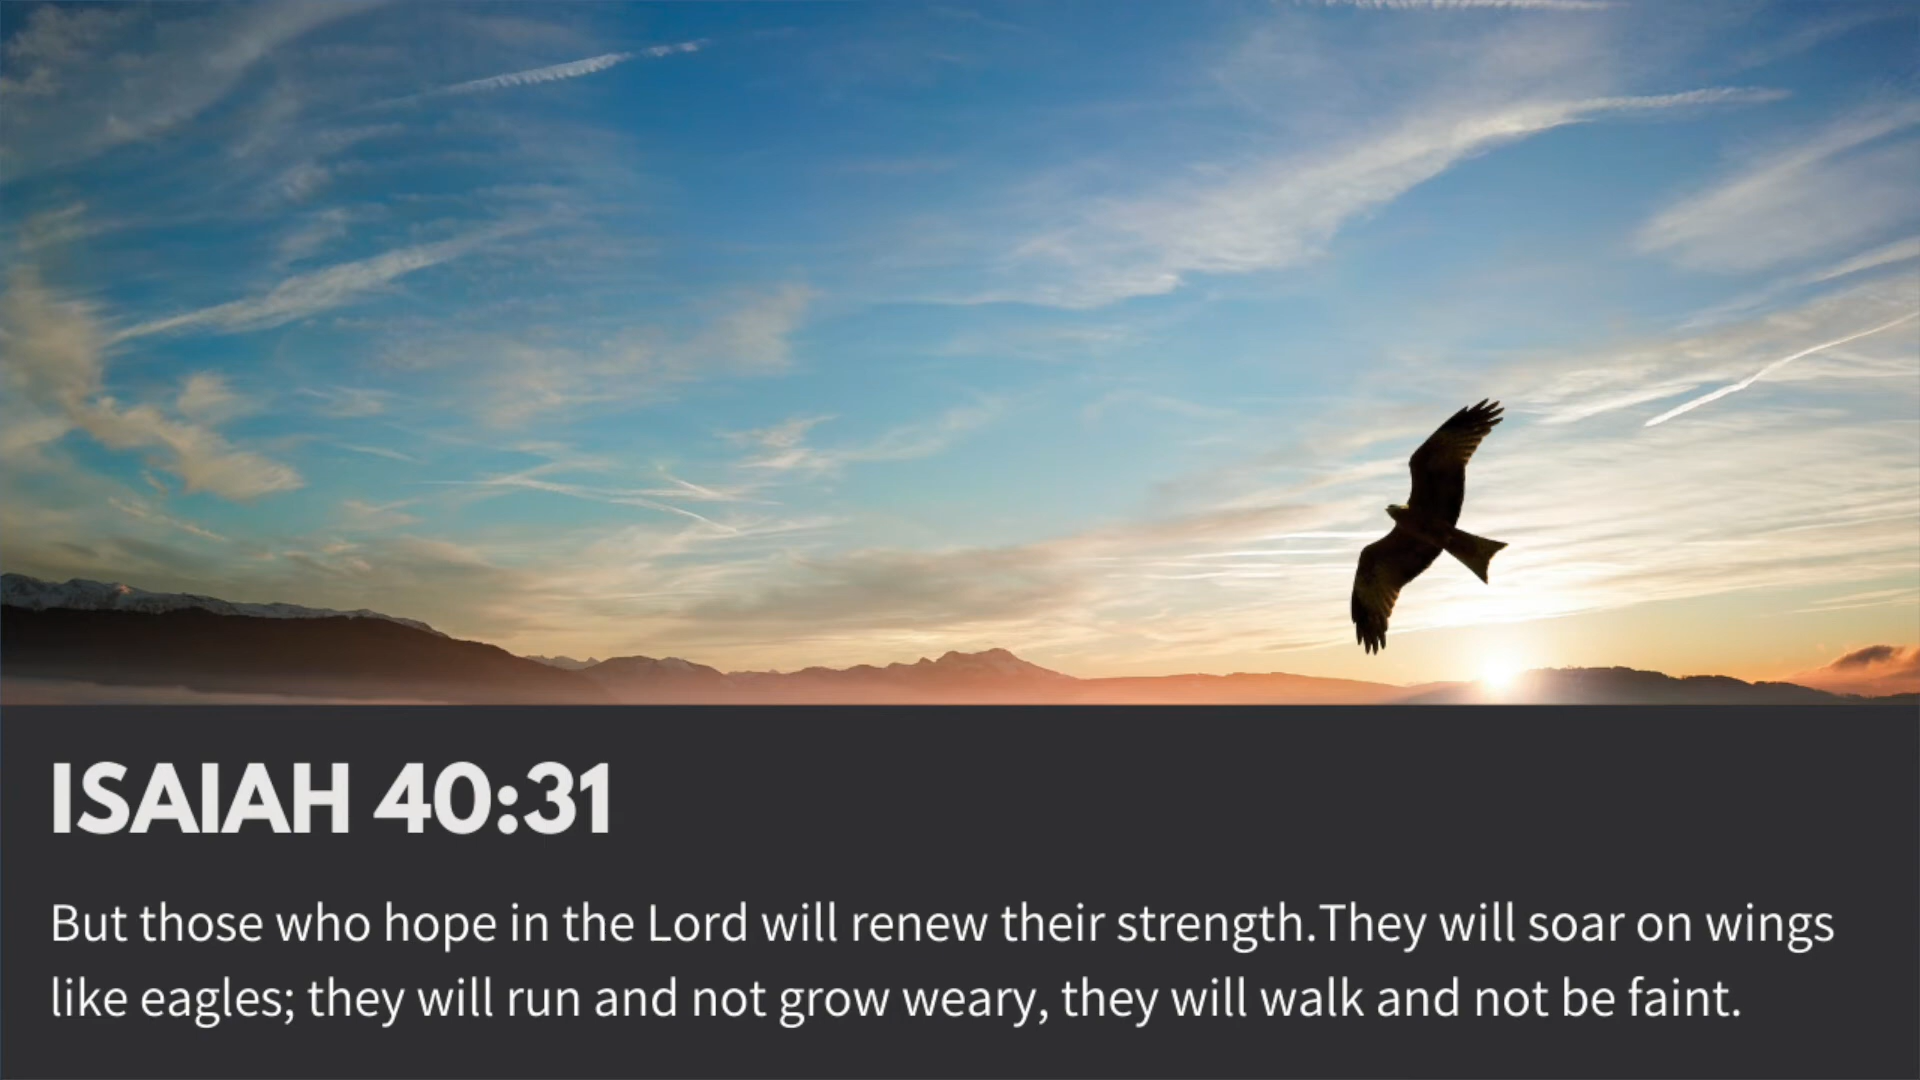 ISAIAH 40:31
But those who hope in the Lord will renew their strength.They will soar on wings
like eagles; they will run and not grow weary, they will walk and not be faint.